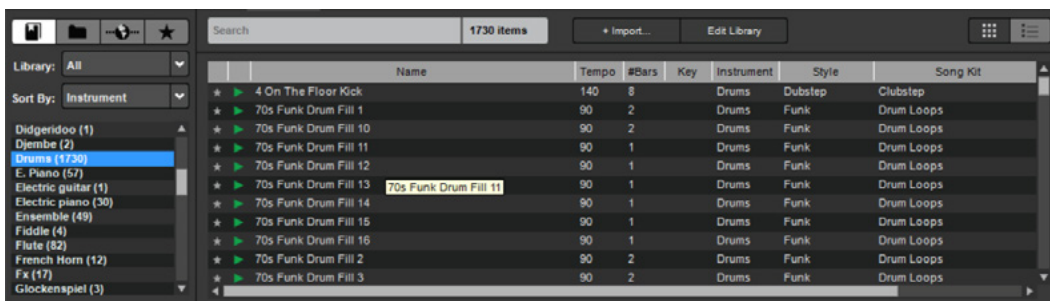 Search 1730 items + Import... Edit Library
Library: All
Sort By: Instrument
Didgeridoo (1)
Djembe (2)
Drums (1730)
E. Piano (57)
Electric guitar (1)
Electric piano (30)
Ensemble (49)
Fiddle (4)
Flute (82)
French Horn (12)
Fx (17)
Glockenspiel (3)
Name Tempo #Bars Key Instrument Style Song Kit
4 On The Floor Kick 140 8 Drums Dubstep Clubstep
70s Funk Drum Fill 1 90 2 Drums Funk Drum Loops
70s Funk Drum Fill 10 90 2 Drums Funk Drum Loops
70s Funk Drum Fill 11 90 1 Drums Funk Drum Loops
70s Funk Drum Fill 12 90 1 Drums Funk Drum Loops
70s Funk Drum Fill 13 70s Funk Drum Fill 11 90 1 Drums Funk Drum Loops
70s Funk Drum Fill 14 90 1 Drums Funk Drum Loops
70s Funk Drum Fill 15 90 1 Drums Funk Drum Loops
70s Funk Drum Fill 16 90 1 Drums Funk Drum Loops
70s Funk Drum Fill 2 90 2 Drums Funk Drum Loops
70s Funk Drum Fill 3 90 2 Drums Funk Drum Loops